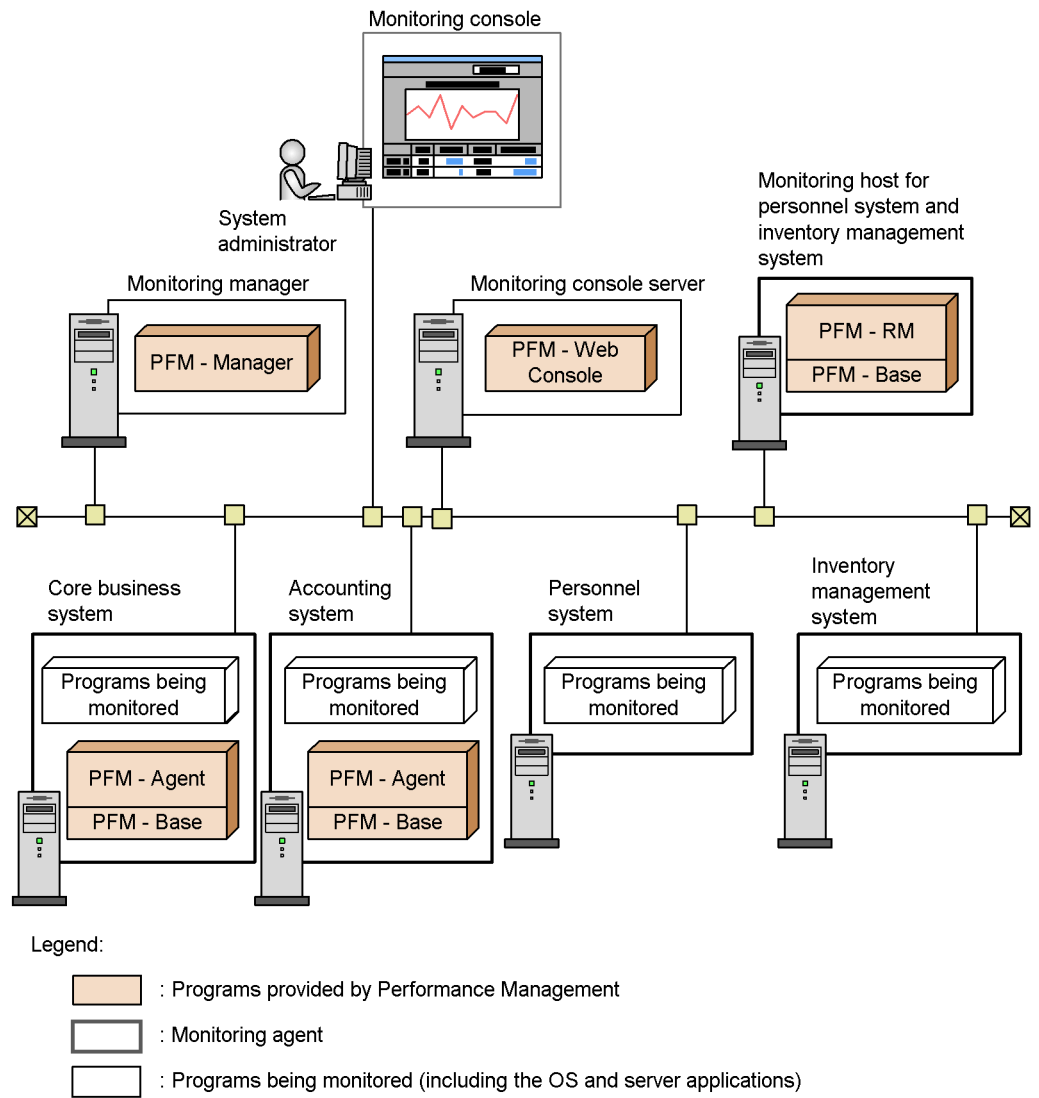 Monitoring console
System
administrator
Monitoring host for
personnel system and
inventory management
system
Monitoring manager
PFM - Manager
Monitoring console server
PFM - Web
Console
PFM - RM
PFM - Base
Core business
system
Programs being
monitored
PFM - Agent
PFM - Base
Accounting
system
Programs being
monitored
PFM - Agent
PFM - Base
Personnel
system
Programs being
monitored
Inventory
management
system
Programs being
monitored
Legend:
: Programs provided by Performance Management
: Monitoring agent
: Programs being monitored (including the OS and server applications)